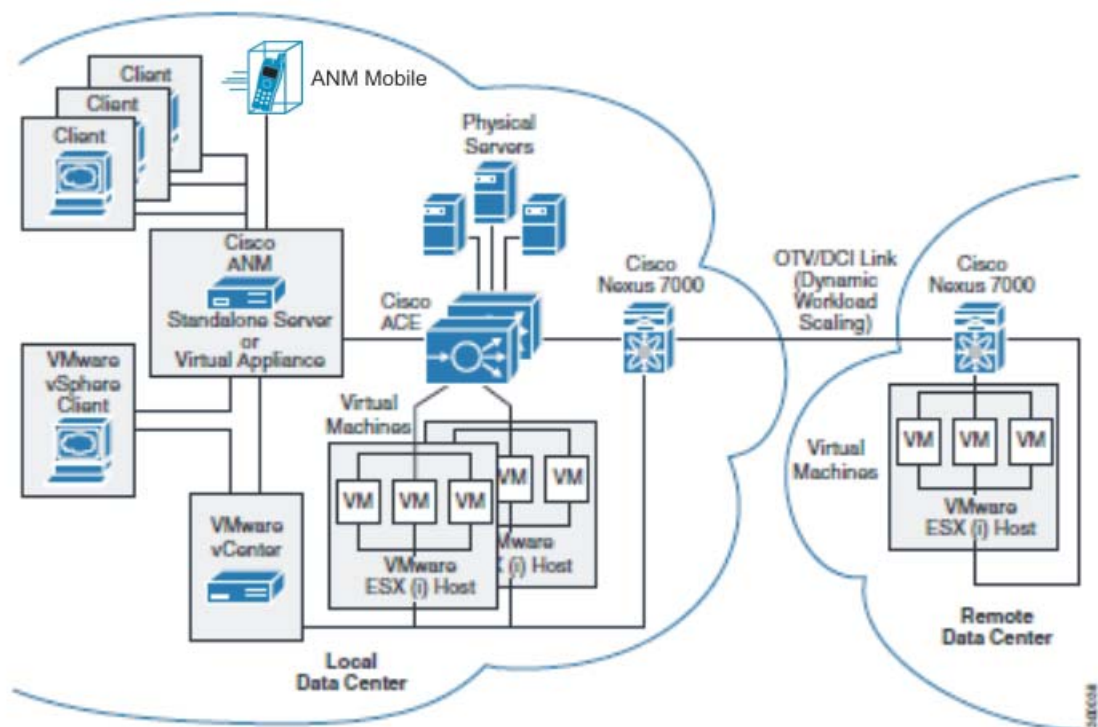 Client
Client
Client
ANM Mobile
Physical
Servers
Cisco
ANM
Standalone Server
or
Virtual Appliance
Cisco
ACE
Cisco
Nexus 7000
OTV/DCI Link
(Dynamic
Workload
Scaling)
Cisco
Nexus 7000
VMware
vSphere
Client
Virtual
Machines
VM
VM
VM
VM
VM
VMware
ESX (i) Host
Mware
(i) Host
VMware
vCenter
Local
Data Center
Virtual
Machines
VM
VM
VM
VMware
ESX (i) Host
Remote
Data Center